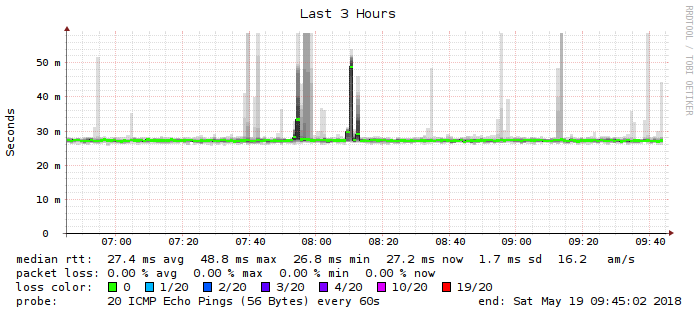 Last 3 Hours
RRDTOOL / TOBI OETIKER
Seconds
50 m
40 m
30 m
20 m
10 m
0
07:00 07:20 07:40 08:00 08:20 08:40 09:00 09:20 09:40
median rtt: 27.4 ms avg 48.8 ms max 26.8 ms min 27.2 ms now 1.7 ms sd 16.2 am/s
packet loss: 0.00 % avg 0.00 % max 0.00 % min 0.00 % now
loss color: 0 1/20 2/20 3/20 4/20 10/20 19/20
probe: 20 ICMP Echo Pings (56 Bytes) every 60s end: Sat May 19 09:45:02 2018